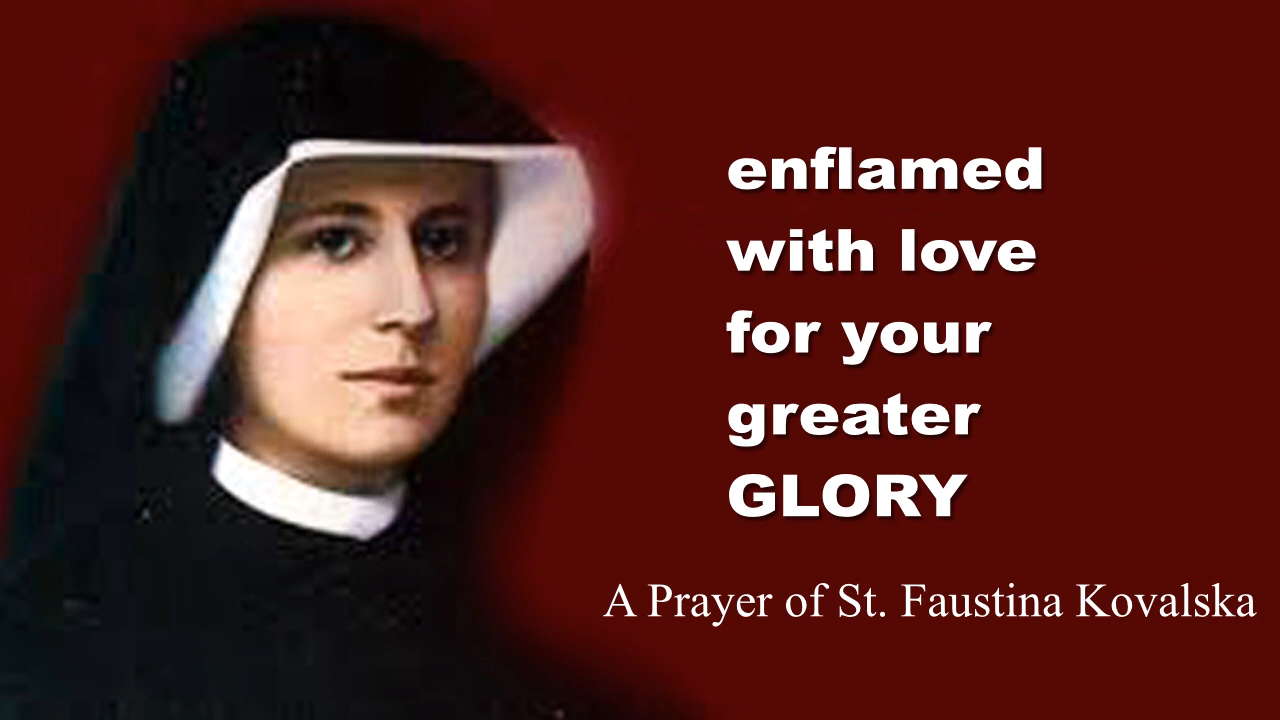 enflamed
with love
for your
greater
GLORY
A Prayer of St. Faustina Kovalska